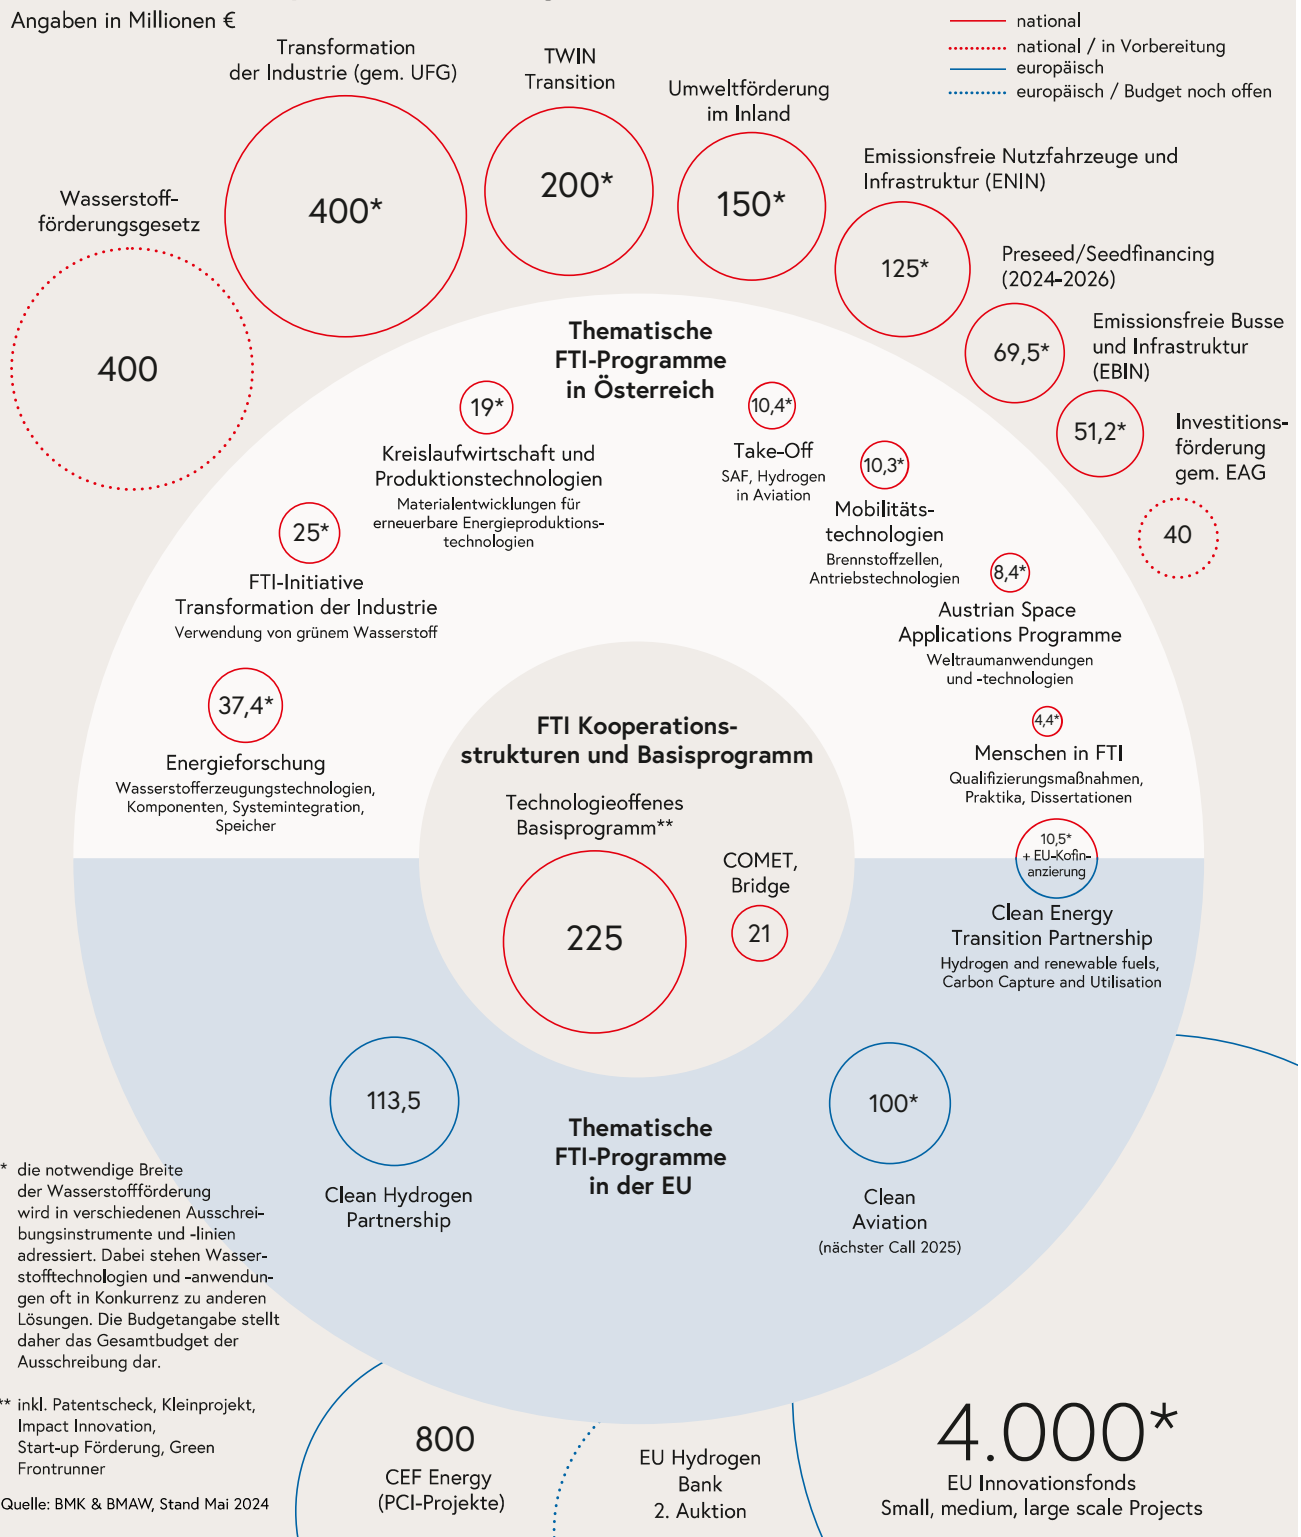 Angaben in Millionen €
national
national / in Vorbereitung
europäisch
europäisch / Budget noch offen
Wasserstoff-
förderungsgesetz
400
Transformation
der Industrie (gem. UFG)
400*
TWIN
Transition
200*
Umweltförderung
im Inland
150*
Emissionsfreie Nutzfahrzeuge und
Infrastruktur (ENIN)
125*
Preseed/Seedfinancing
(2024-2026)
69,5*
Emissionsfreie Busse
und Infrastruktur
(EBIN)
51,2*
Investitions-
förderung
gem. EAG
40
Thematische
FTI-Programme
in Österreich
37,4*
Energieforschung
Wasserstofferzeugungstechnologien,
Komponenten, Systemintegration,
Speicher
25*
FTI-Initiative
Transformation der Industrie
Verwendung von grünem Wasserstoff
19*
Kreislaufwirtschaft und
Produktionstechnologien
Materialentwicklungen für
erneuerbare Energieproduktions-
technologien
10,4*
Take-Off
SAF, Hydrogen
in Aviation
10,3*
Mobilitäts-
technologien
Brennstoffzellen,
Antriebstechnologien
8,4*
Austrian Space
Applications Programme
Weltraumanwendungen
und -technologien
4,4*
Menschen in FTI
Qualifizierungsmaßnahmen,
Praktika, Dissertationen
10,5*
+ EU-Kofin-
anzierung
Clean Energy
Transition Partnership
Hydrogen and renewable fuels,
Carbon Capture and Utilisation
FTI Kooperations-
strukturen und Basisprogramm
Technologieoffenes
Basisprogramm**
225
COMET,
Bridge
21
113,5
Clean Hydrogen
Partnership
Thematische
FTI-Programme
in der EU
100*
Clean
Aviation
(nächster Call 2025)
* die notwendige Breite
der Wasserstoffförderung
wird in verschiedenen Ausschrei-
bungsinstrumente und -linien
adressiert. Dabei stehen Wasser-
stofftechnologien und -anwendun-
gen oft in Konkurrenz zu anderen
Lösungen. Die Budgetangabe stellt
daher das Gesamtbudget der
Ausschreibung dar.
** inkl. Patentscheck, Kleinprojekt,
Impact Innovation,
Start-up Förderung, Green
Frontrunner
Quelle: BMK & BMAW, Stand Mai 2024
800
CEF Energy
(PCI-Projekte)
EU Hydrogen
Bank
2. Auktion
4.000*
EU Innovationsfonds
Small, medium, large scale Projects